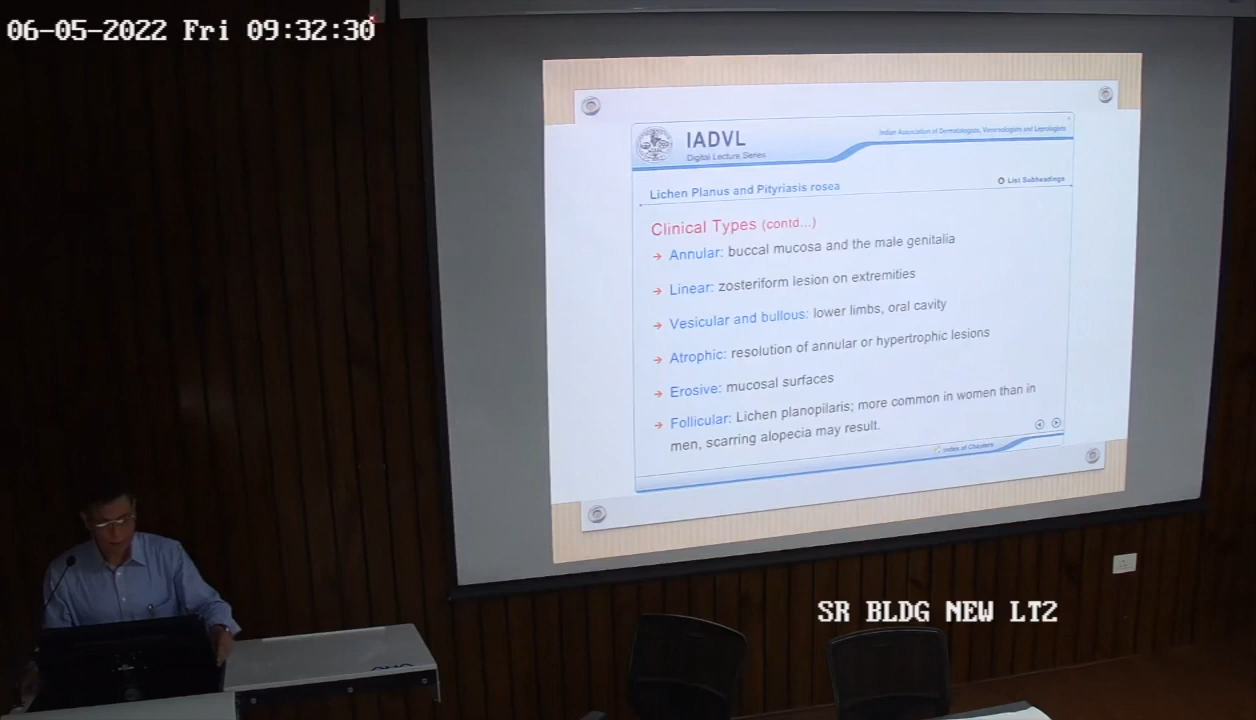 06-05-2022 Fri 09:32:30
IADVL
Digital Lecture Series
Indian Association of Dermatologists, Venereologists and Leprologists
Lichen Planus and Pityriasis rosea
List Subheadings
Clinical Types (contd...)
→ Annular: buccal mucosa and the male genitalia
→ Linear: zosteriform lesion on extremities
→ Vesicular and bullous: lower limbs, oral cavity
→ Atrophic: resolution of annular or hypertrophic lesions
→ Erosive: mucosal surfaces
→ Follicular: Lichen planopilaris; more common in women than in
men, scarring alopecia may result.
Index of Chapters
SR BLDG NEW LT2